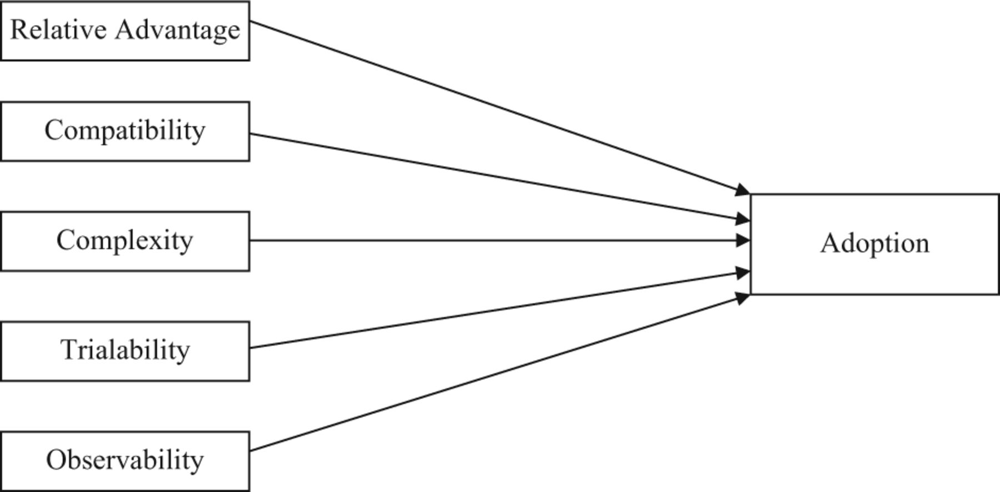 Relative Advantage
Compatibility
Complexity
Adoption
Trialability
Observability